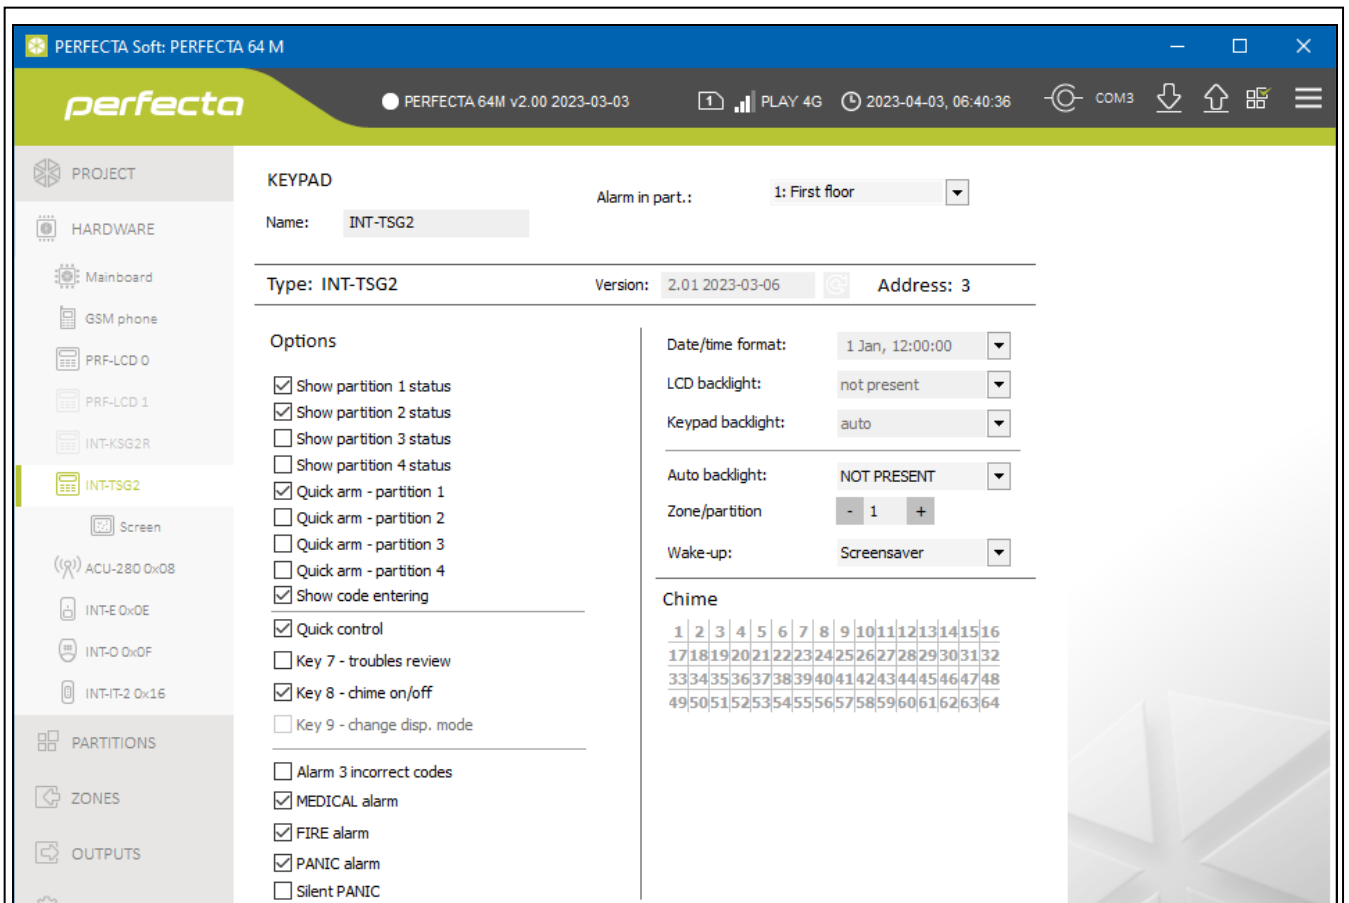 PERFECTA Soft: PERFECTA 64 M
perfecta
PERFECTA 64M v2.00 2023-03-03
1
PLAY 4G
2023-04-03, 06:40:36
COM3
PROJECT
HARDWARE
Mainboard
GSM phone
PRF-LCD 0
PRF-LCD 1
INT-KSG2R
INT-TSG2
Screen
ACU-280 0x08
INT-E 0x0E
INT-O 0x0F
INT-IT-2 0x16
PARTITIONS
ZONES
OUTPUTS
KEYPAD
Name: INT-TSG2
Alarm in part.: 1: First floor
Type: INT-TSG2
Version: 2.01 2023-03-06
Address: 3
Options
Show partition 1 status
Show partition 2 status
Show partition 3 status
Show partition 4 status
Quick arm - partition 1
Quick arm - partition 2
Quick arm - partition 3
Quick arm - partition 4
Show code entering
Quick control
Key 7 - troubles review
Key 8 - chime on/off
Key 9 - change disp. mode
Alarm 3 incorrect codes
MEDICAL alarm
FIRE alarm
PANIC alarm
Silent PANIC
Date/time format: 1 Jan, 12:00:00
LCD backlight: not present
Keypad backlight: auto
Auto backlight: NOT PRESENT
Zone/partition - 1 +
Wake-up: Screensaver
Chime
1 2 3 4 5 6 7 8 9 10 11 12 13 14 15 16
17 18 19 20 21 22 23 24 25 26 27 28 29 30 31 32
33 34 35 36 37 38 39 40 41 42 43 44 45 46 47 48
49 50 51 52 53 54 55 56 57 58 59 60 61 62 63 64